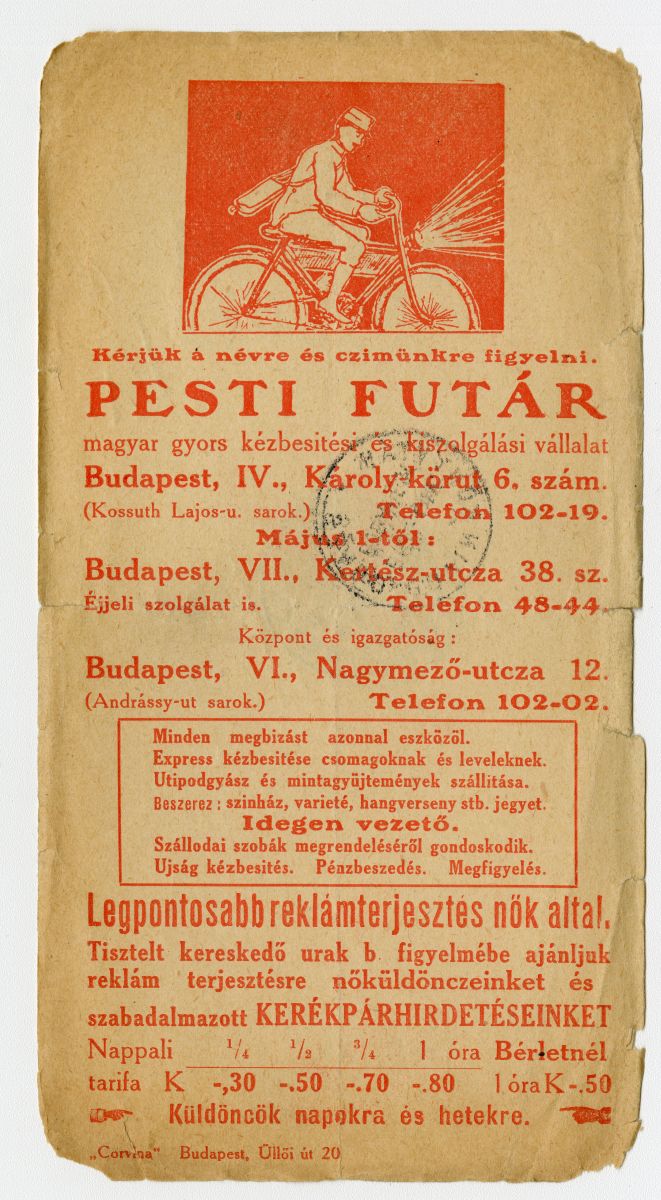 Kérjük a névre és czimünkre figyelni.
PESTI FUTÁR
magyar gyors kézbesitési és kiszolgálási vállalat
Budapest, IV., Károly-körut 6. szám.
(Kossuth Lajos-u. sarok.) Telefon 102-19.
Május 1-től:
Budapest, VII., Kertész-utcza 38. sz.
Éjjeli szolgálat is. Telefon 48-44.
Központ és igazgatóság:
Budapest, VI., Nagymező-utcza 12.
(Andrássy-ut sarok.) Telefon 102-02.
Minden megbizást azonnal eszközöl.
Express kézbesitése csomagoknak és leveleknek.
Utipodgyász és mintagyüjtemények szállitása.
Beszerez: szinház, varieté, hangverseny stb. jegyet.
Idegen vezető.
Szállodai szobák megrendeléséről gondoskodik.
Ujság kézbesités. Pénzbeszedés. Megfigyelés.
Legpontosabb reklámterjesztés nők által.
Tisztelt kereskedő urak b figyelmébe ajánljuk
reklám terjesztésre nőküldönczeinket és
szabadalmazott KERÉKPÁRHIRDETÉSEINKET
Nappali 1/4 1/2 3/4 1 óra Bérletnél
tarifa K -,30 -.50 -.70 -.80 1 óra K -.50
Küldöncök napokra és hetekre.
„Corvina" Budapest, Üllői út 20